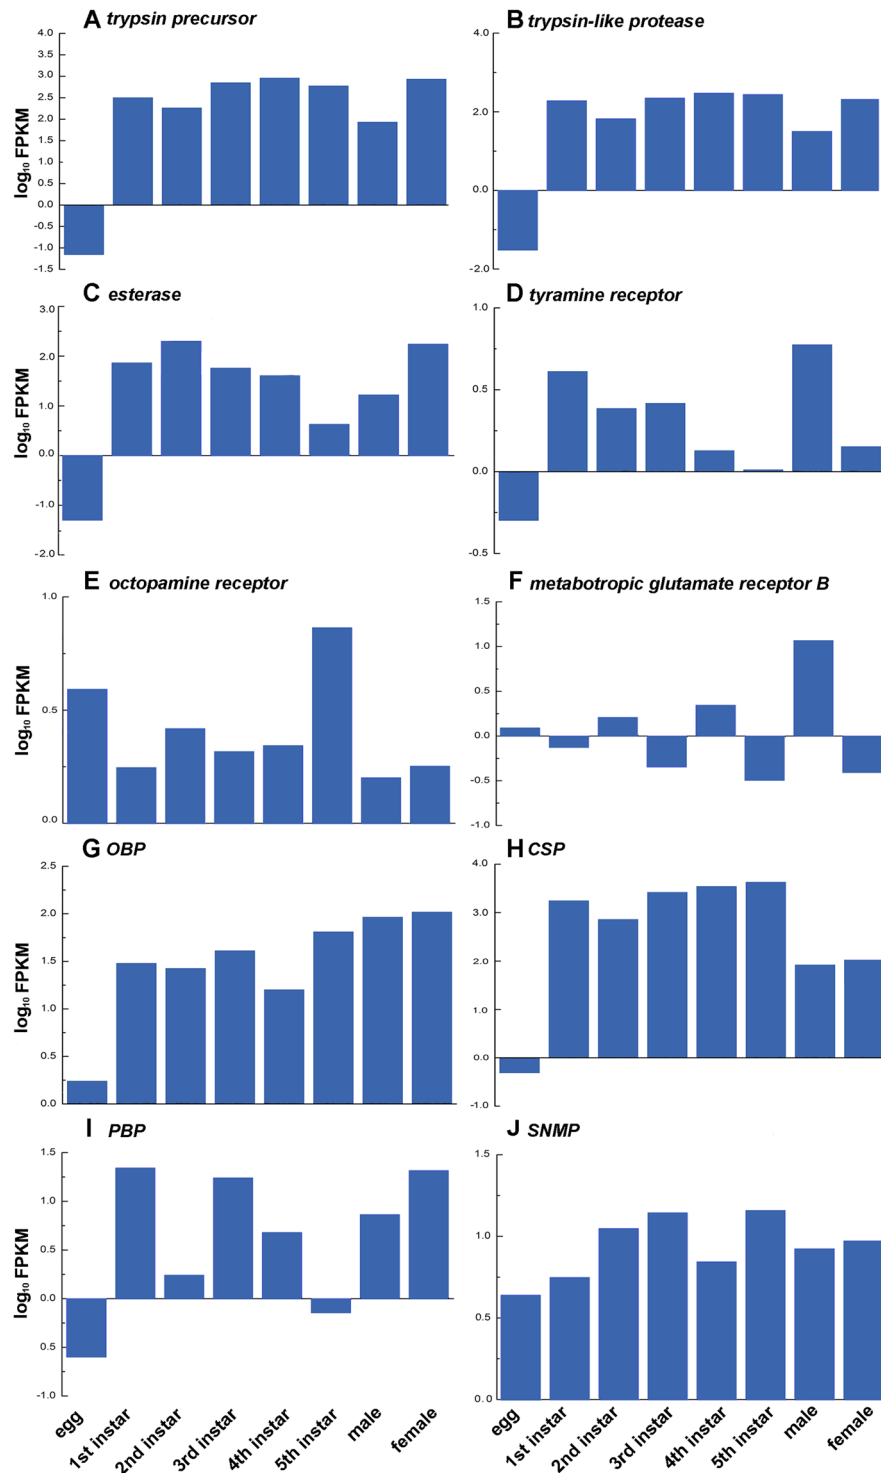 A trypsin precursor
log₁₀ FPKM
4.0
3.5
3.0
2.5
2.0
1.5
1.0
0.5
0.0
-0.5
-1.0
-1.5
B trypsin-like protease
4.0
2.0
0.0
-2.0
C esterase
log₁₀ FPKM
3.0
2.0
1.0
0.0
-1.0
-2.0
D tyramine receptor
1.0
0.5
0.0
-0.5
E octopamine receptor
1.0
0.5
0.0
F metabotropic glutamate receptor B
1.5
1.0
0.5
0.0
-0.5
-1.0
G OBP
log₁₀ FPKM
2.5
2.0
1.5
1.0
0.5
0.0
H CSP
4.0
3.0
2.0
1.0
0.0
-1.0
I PBP
log₁₀ FPKM
1.5
1.0
0.5
0.0
-0.5
-1.0
J SNMP
1.5
1.0
0.5
0.0
egg
1st instar
2nd instar
3rd instar
4th instar
5th instar
male
female
egg
1st instar
2nd instar
3rd instar
4th instar
5th instar
male
female